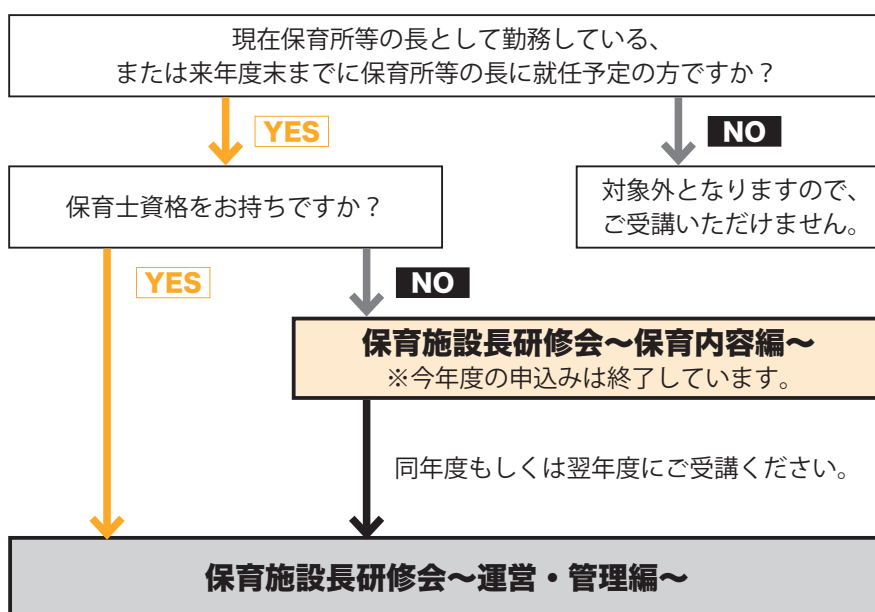 現在保育所等の長として勤務している、
または来年度末までに保育所等の長に就任予定の方ですか？
YES
NO
保育士資格をお持ちですか？
対象外となりますので、
ご受講いただけません。
YES
NO
保育施設長研修会～保育内容編～
※今年度の申込みは終了しています。
同年度もしくは翌年度にご受講ください。
保育施設長研修会～運営・管理編～